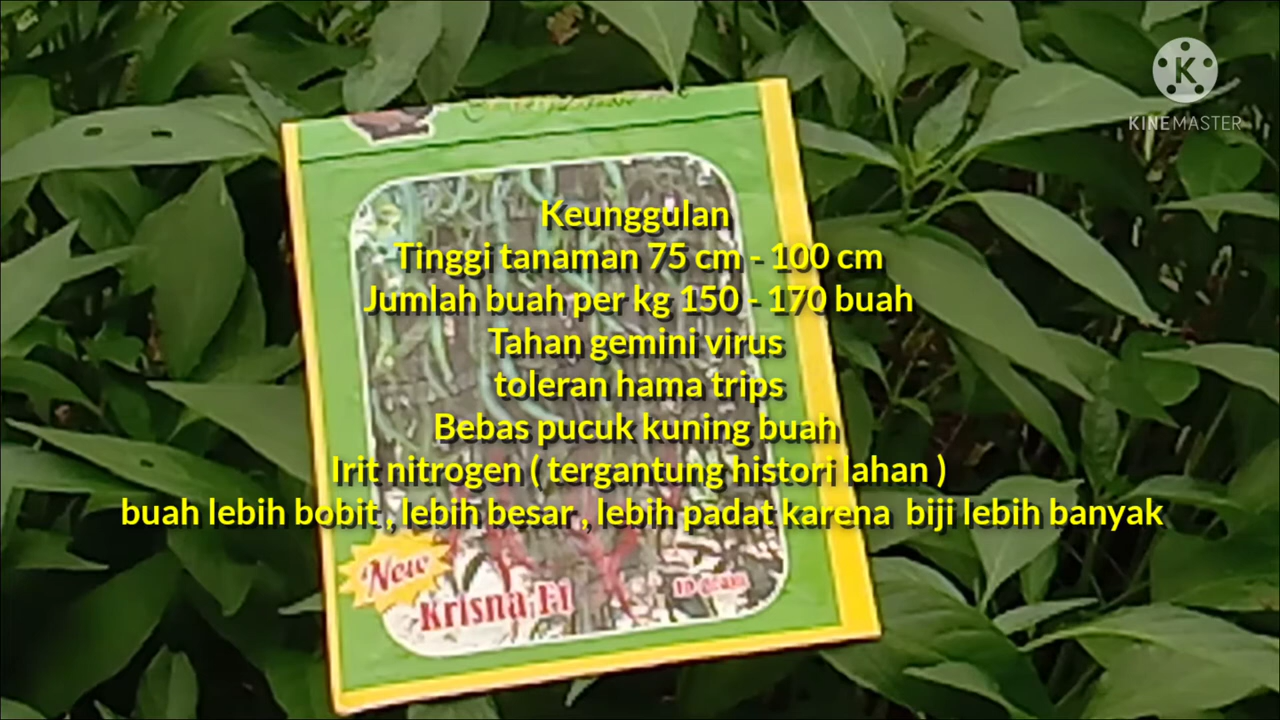 KINEMASTER
Keunggulan
Tinggi tanaman 75 cm - 100 cm
Jumlah buah per kg 150 - 170 buah
Tahan gemini virus
toleran hama trips
Bebas pucuk kuning buah
Irit nitrogen ( tergantung histori lahan )
buah lebih bobit , lebih besar , lebih padat karena biji lebih banyak
New
Krisna F1
10 gram